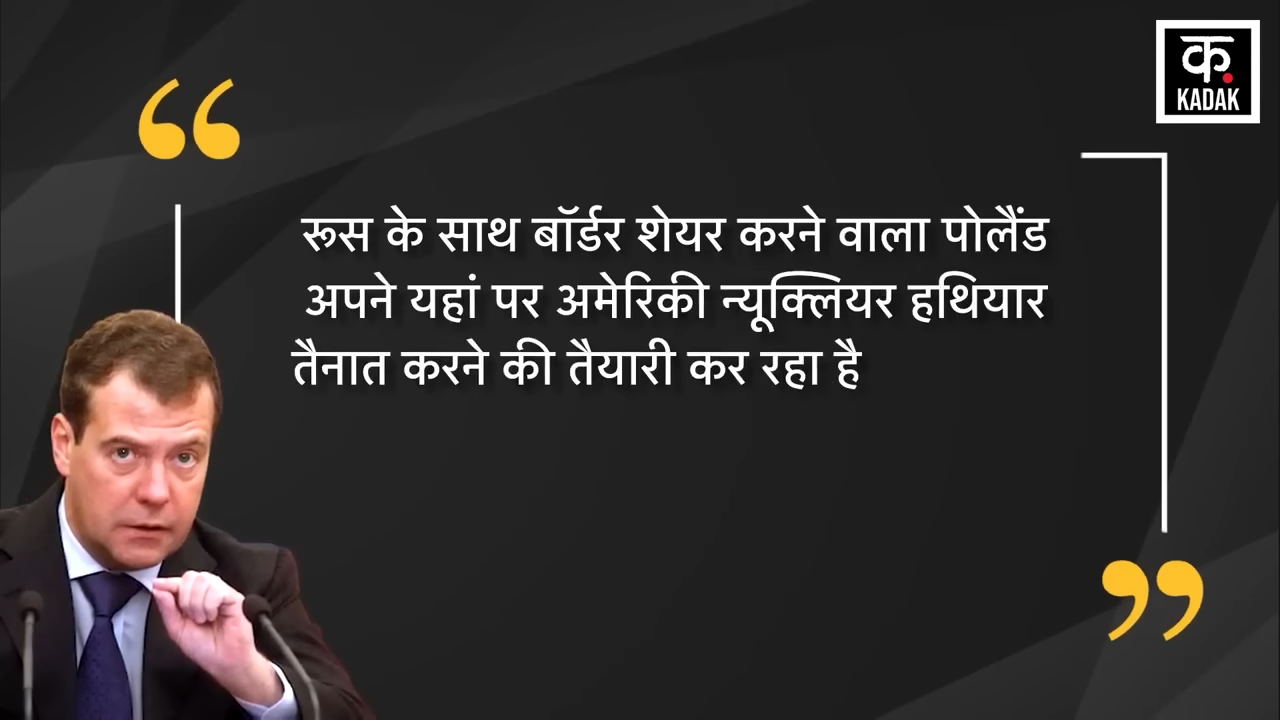 क.
KADAK
“
रूस के साथ बॉर्डर शेयर करने वाला पोलैंड
अपने यहां पर अमेरिकी न्यूक्लियर हथियार
तैनात करने की तैयारी कर रहा है
”